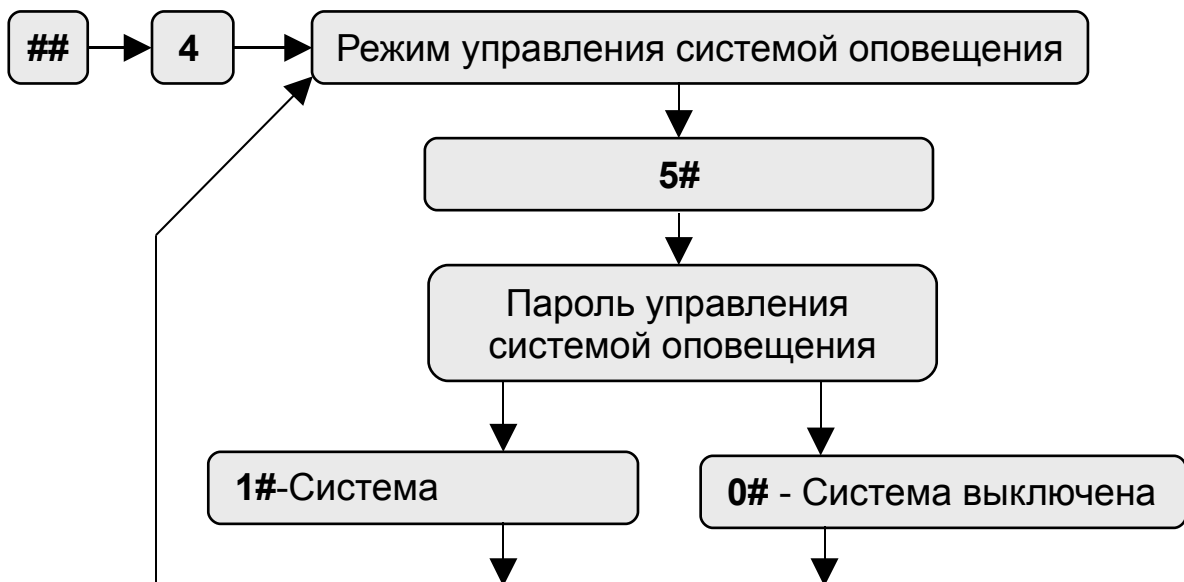 ##
4
Режим управления системой оповещения
5#
Пароль управления
системой оповещения
1#-Система
0# - Система выключена